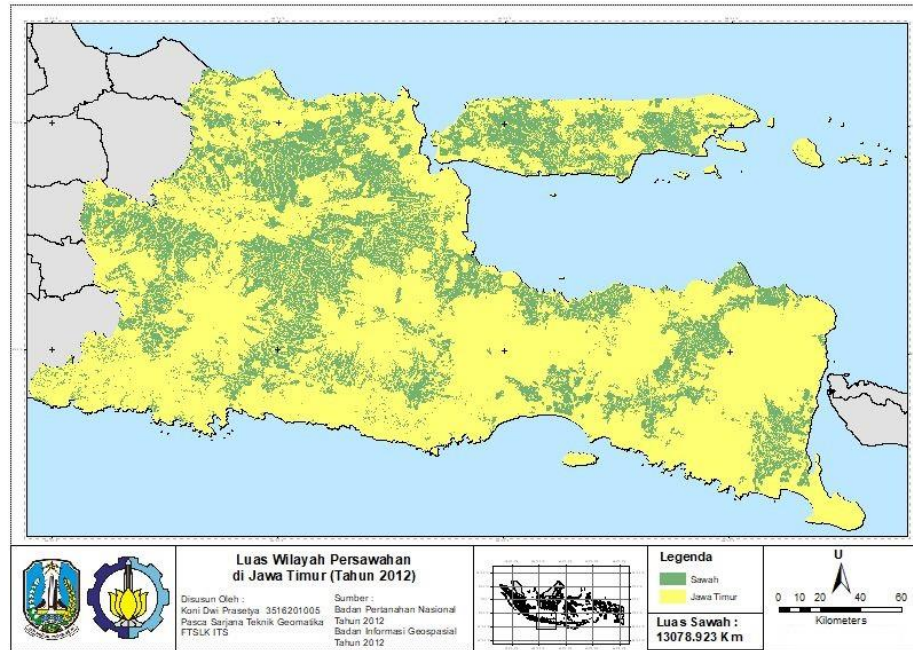 Luas Wilayah Persawahan
di Jawa Timur (Tahun 2012)
Disusun Oleh :
Koni Dwi Prasetya 3516201005
Pasca Sarjana Teknik Geomatika
FTSLK ITS
Sumber :
Badan Pertanahan Nasional
Tahun 2012
Badan Informasi Geospasial
Tahun 2012
Legenda
Sawah
Jawa Timur
Luas Sawah :
13078.923 Km
U
0 10 20 40 60
Kilometers